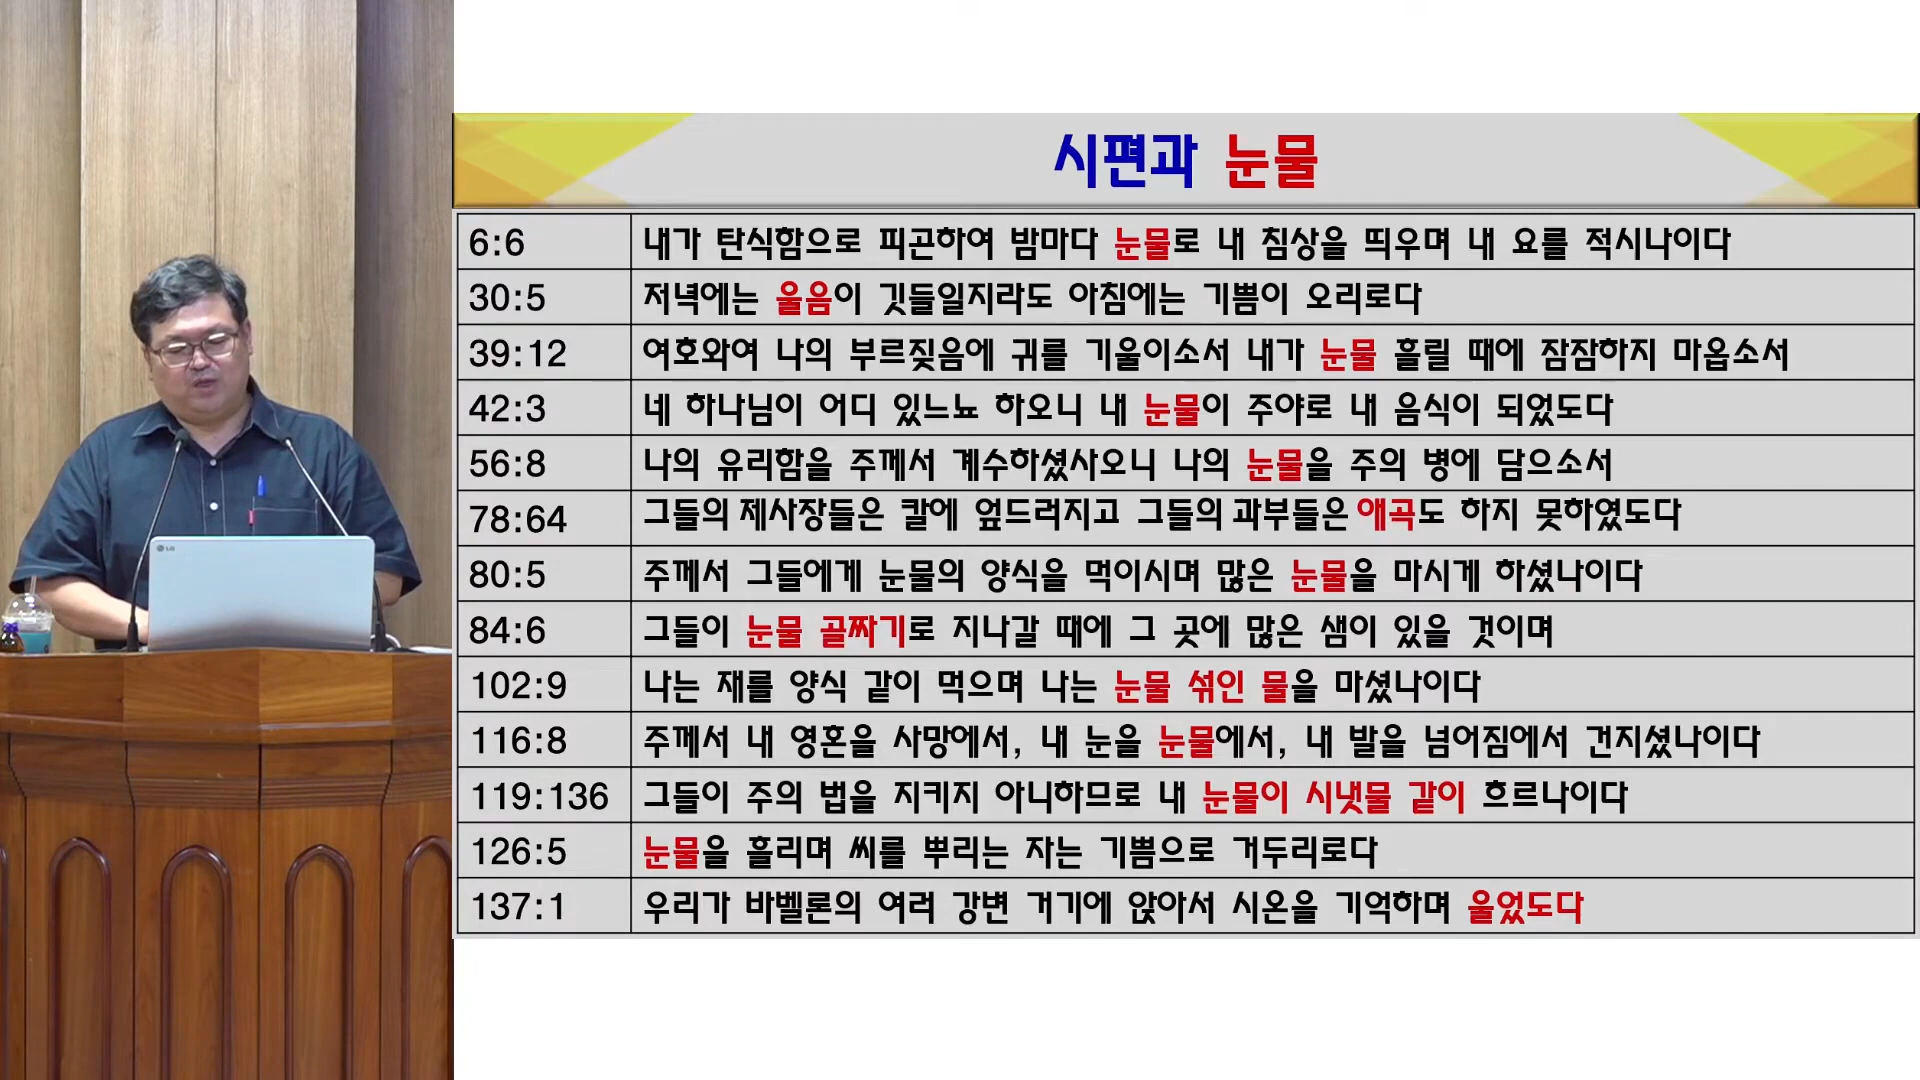 시편과 눈물
6:6 내가 탄식함으로 피곤하여 밤마다 눈물로 내 침상을 띄우며 내 요를 적시나이다
30:5 저녁에는 울음이 깃들일지라도 아침에는 기쁨이 오리로다
39:12 여호와여 나의 부르짖음에 귀를 기울이소서 내가 눈물 흘릴 때에 잠잠하지 마옵소서
42:3 네 하나님이 어디 있느뇨 하오니 내 눈물이 주야로 내 음식이 되었도다
56:8 나의 유리함을 주께서 계수하셨사오니 나의 눈물을 주의 병에 담으소서
78:64 그들의 제사장들은 칼에 엎드러지고 그들의 과부들은 애곡도 하지 못하였도다
80:5 주께서 그들에게 눈물의 양식을 먹이시며 많은 눈물을 마시게 하셨나이다
84:6 그들이 눈물 골짜기로 지나갈 때에 그 곳에 많은 샘이 있을 것이며
102:9 나는 재를 양식 같이 먹으며 나는 눈물 섞인 물을 마셨나이다
116:8 주께서 내 영혼을 사망에서, 내 눈을 눈물에서, 내 발을 넘어짐에서 건지셨나이다
119:136 그들이 주의 법을 지키지 아니하므로 내 눈물이 시냇물 같이 흐르나이다
126:5 눈물을 흘리며 씨를 뿌리는 자는 기쁨으로 거두리로다
137:1 우리가 바벨론의 여러 강변 거기에 앉아서 시온을 기억하며 울었도다
LG